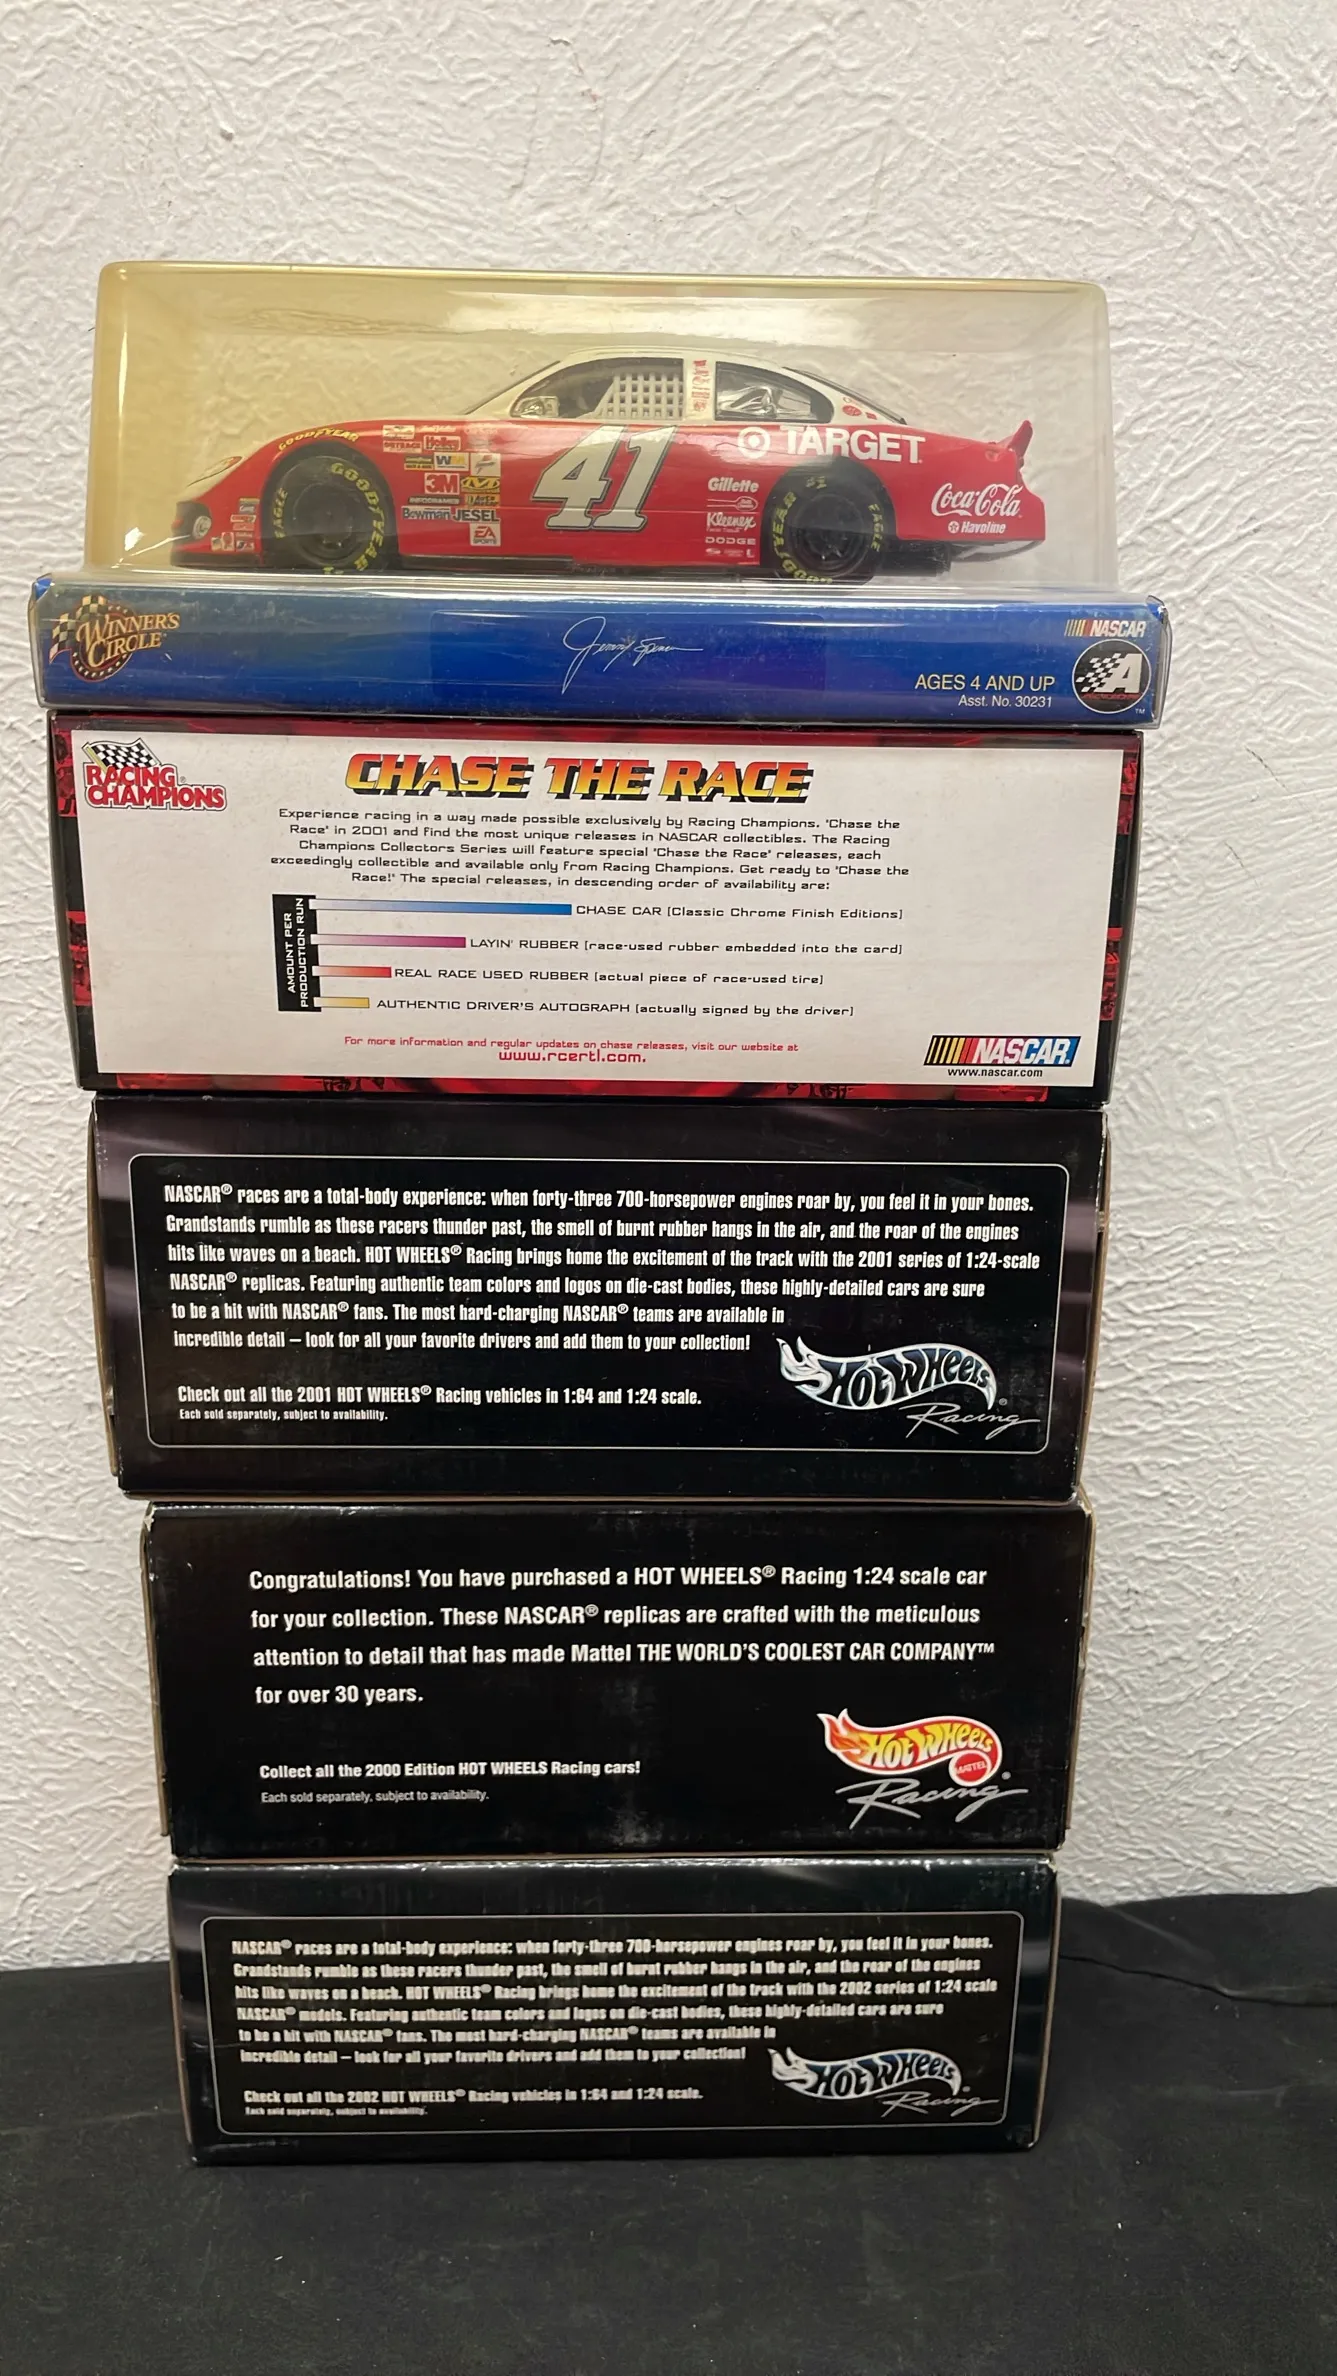 GOODYEAR
GOODYEAR
EAGLE
Holley
3M
INFOGRAMES
Bowman JESEL
EA
SPORTS
41
Gillette
Kleenex
DODGE
TARGET
#1
EAGLE
GOODYEAR
Coca-Cola
Havoline
WINNER'S
CIRCLE
NASCAR
AGES 4 AND UP
Asst. No. 30231
A
TM
RACING
CHAMPIONS
CHASE THE RACE
Experience racing in a way made possible exclusively by Racing Champions. 'Chase the
Race' in 2001 and find the most unique releases in NASCAR collectibles. The Racing
Champions Collectors Series will feature special 'Chase the Race' releases, each
exceedingly collectible and available only from Racing Champions. Get ready to 'Chase the
Race!' The special releases, in descending order of availability are:
AMOUNT PER
PRODUCTION RUN
CHASE CAR [Classic Chrome Finish Editions]
LAYIN' RUBBER [race-used rubber embedded into the card]
REAL RACE USED RUBBER [actual piece of race-used tire]
AUTHENTIC DRIVER'S AUTOGRAPH [actually signed by the driver]
For more information and regular updates on chase releases, visit our website at
www.rcertl.com.
NASCAR
www.nascar.com
NASCAR® races are a total-body experience: when forty-three 700-horsepower engines roar by, you feel it in your bones.
Grandstands rumble as these racers thunder past, the smell of burnt rubber hangs in the air, and the roar of the engines
hits like waves on a beach. HOT WHEELS® Racing brings home the excitement of the track with the 2001 series of 1:24-scale
NASCAR® replicas. Featuring authentic team colors and logos on die-cast bodies, these highly-detailed cars are sure
to be a hit with NASCAR® fans. The most hard-charging NASCAR® teams are available in
incredible detail – look for all your favorite drivers and add them to your collection!
Check out all the 2001 HOT WHEELS® Racing vehicles in 1:64 and 1:24 scale.
Each sold separately, subject to availability.
HOT WHEELS®
Racing
Congratulations! You have purchased a HOT WHEELS® Racing 1:24 scale car
for your collection. These NASCAR® replicas are crafted with the meticulous
attention to detail that has made Mattel THE WORLD'S COOLEST CAR COMPANY™
for over 30 years.
Collect all the 2000 Edition HOT WHEELS Racing cars!
Each sold separately, subject to availability.
HOT WHEELS®
MATTEL
Racing
NASCAR® races are a total-body experience: when forty-three 700-horsepower engines roar by, you feel it in your bones.
Grandstands rumble as these racers thunder past, the smell of burnt rubber hangs in the air, and the roar of the engines
hits like waves on a beach. HOT WHEELS® Racing brings home the excitement of the track with the 2002 series of 1:24 scale
NASCAR® models. Featuring authentic team colors and logos on die-cast bodies, these highly-detailed cars are sure
to be a hit with NASCAR® fans. The most hard-charging NASCAR® teams are available in
incredible detail – look for all your favorite drivers and add them to your collection!
Check out all the 2002 HOT WHEELS® Racing vehicles in 1:64 and 1:24 scale.
Each sold separately, subject to availability.
HOT WHEELS®
Racing